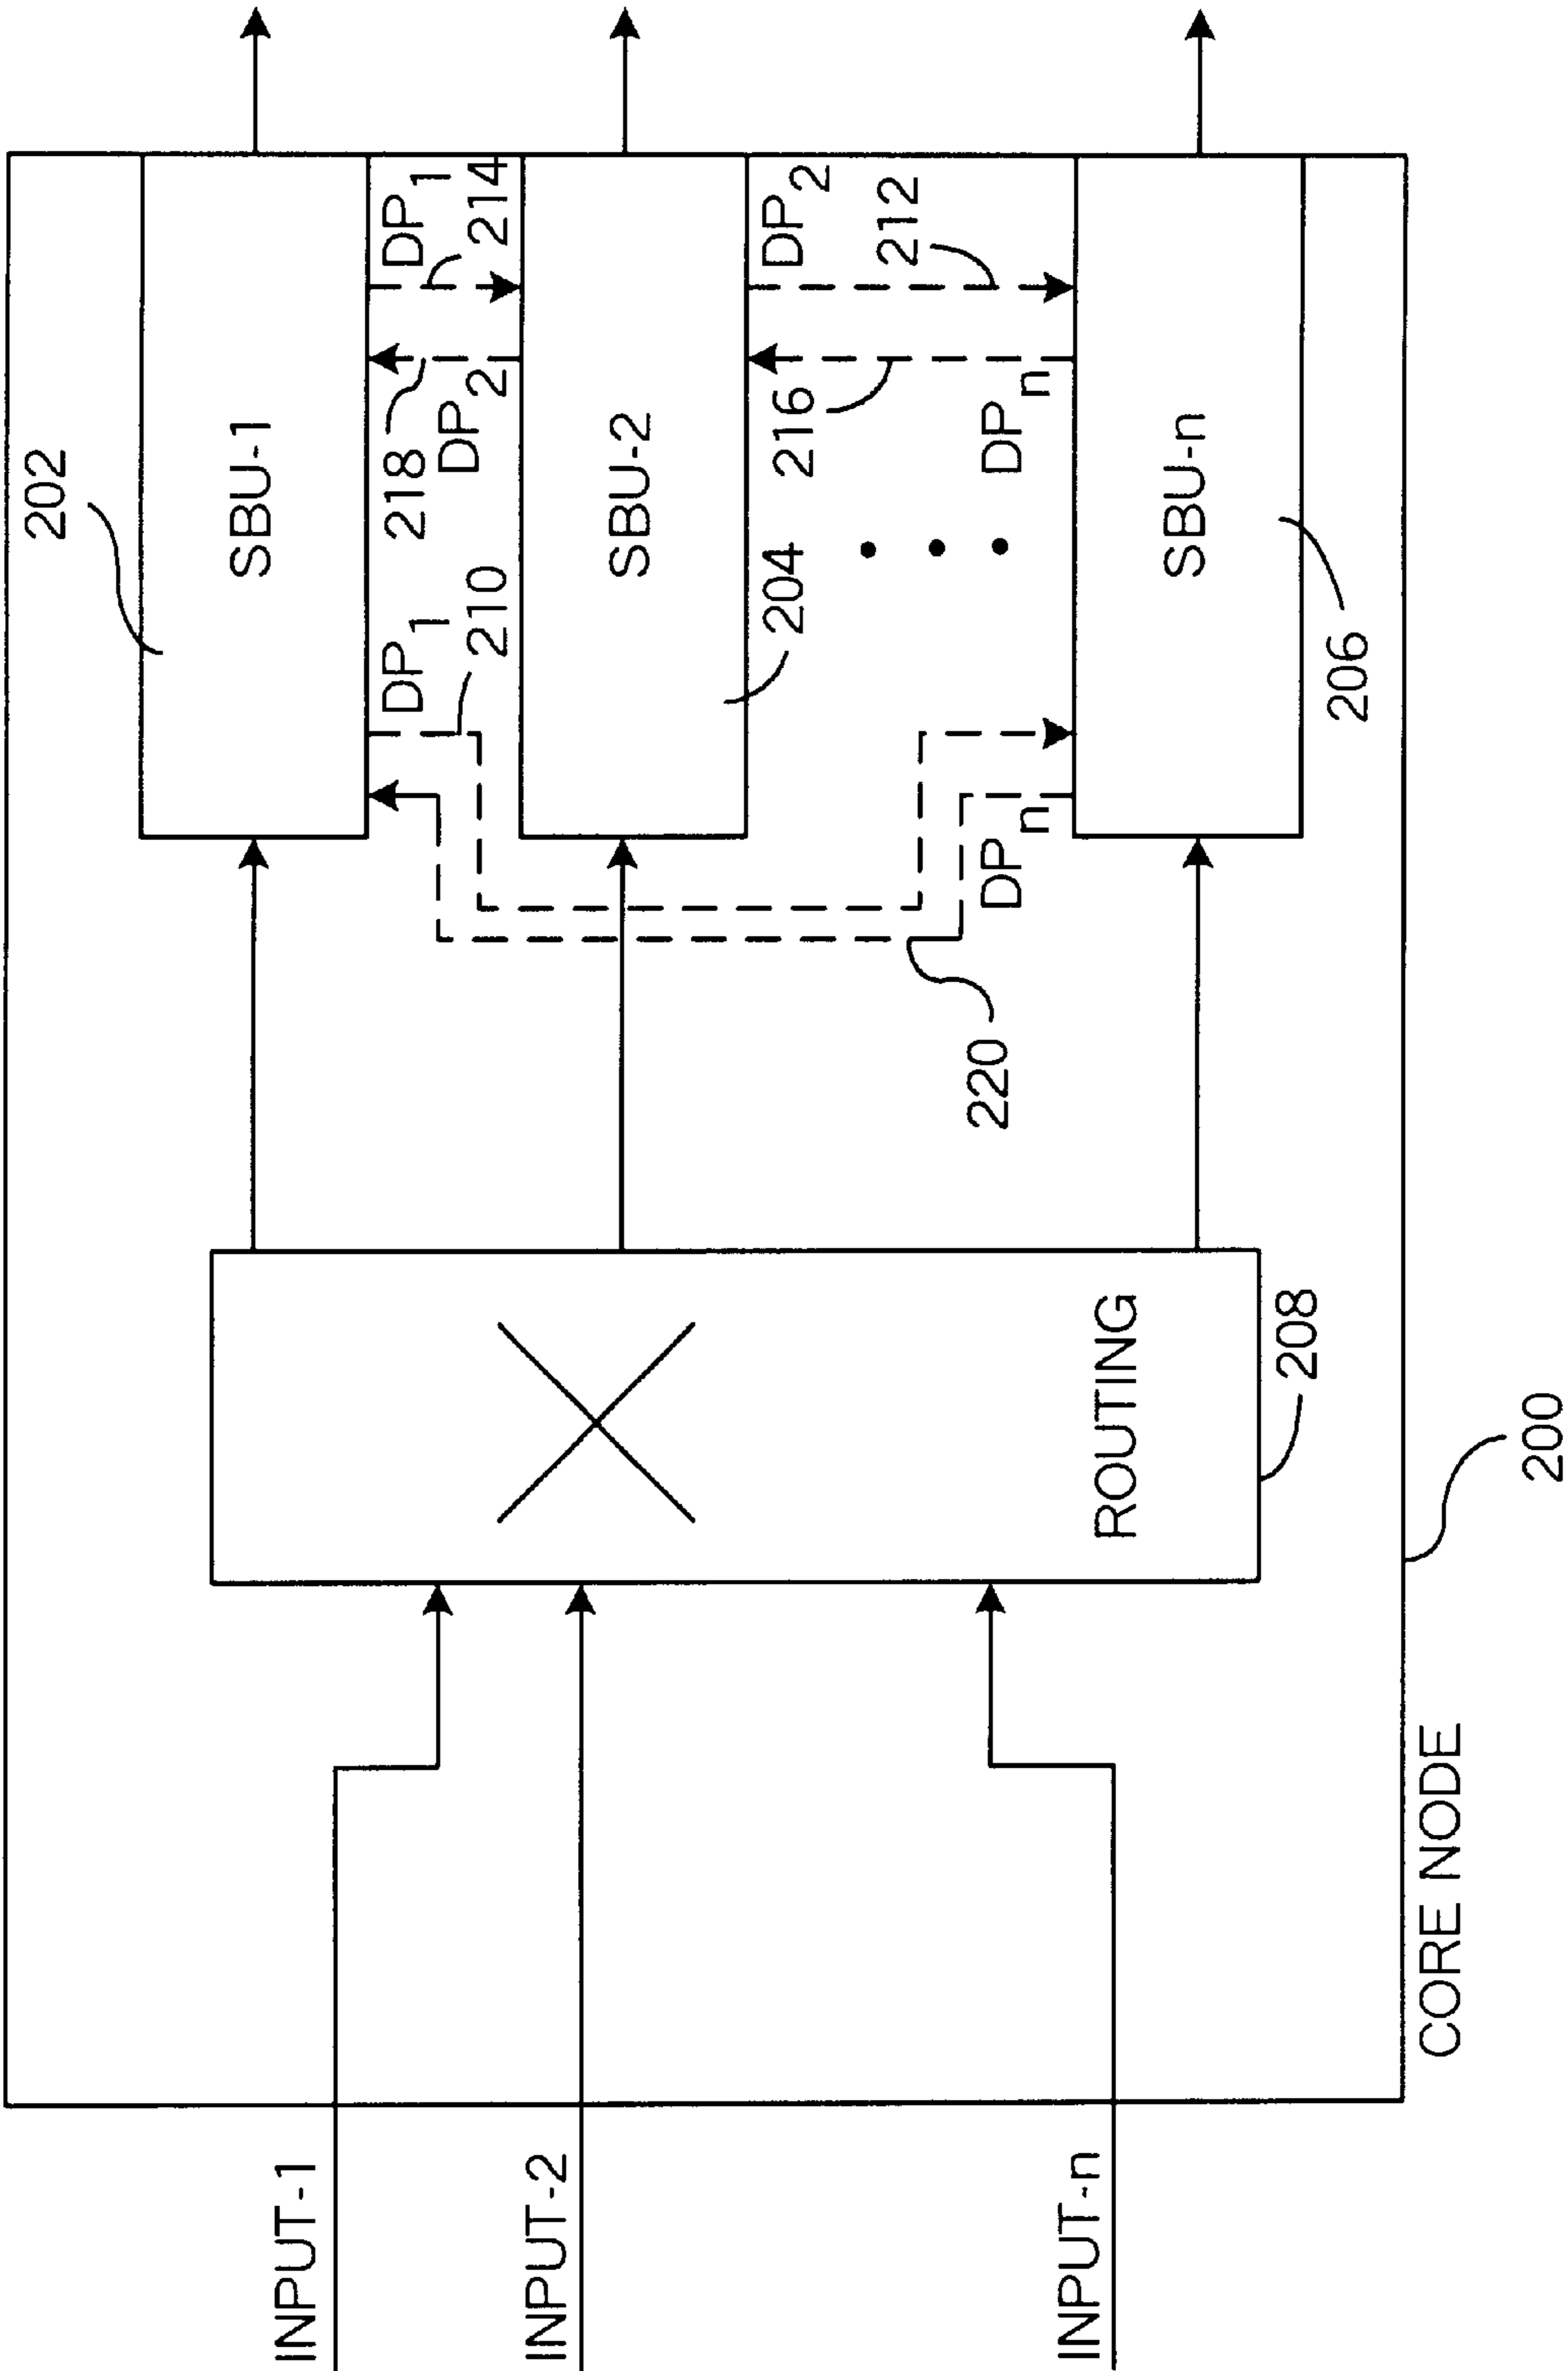 202
SBU-1
DP1
210
218
DP2
DP1
214
SBU-2
204
216
DPn
DP2
212
DPn
220
SBU-n
206
ROUTING
208
INPUT-1
INPUT-2
INPUT-n
CORE NODE
200